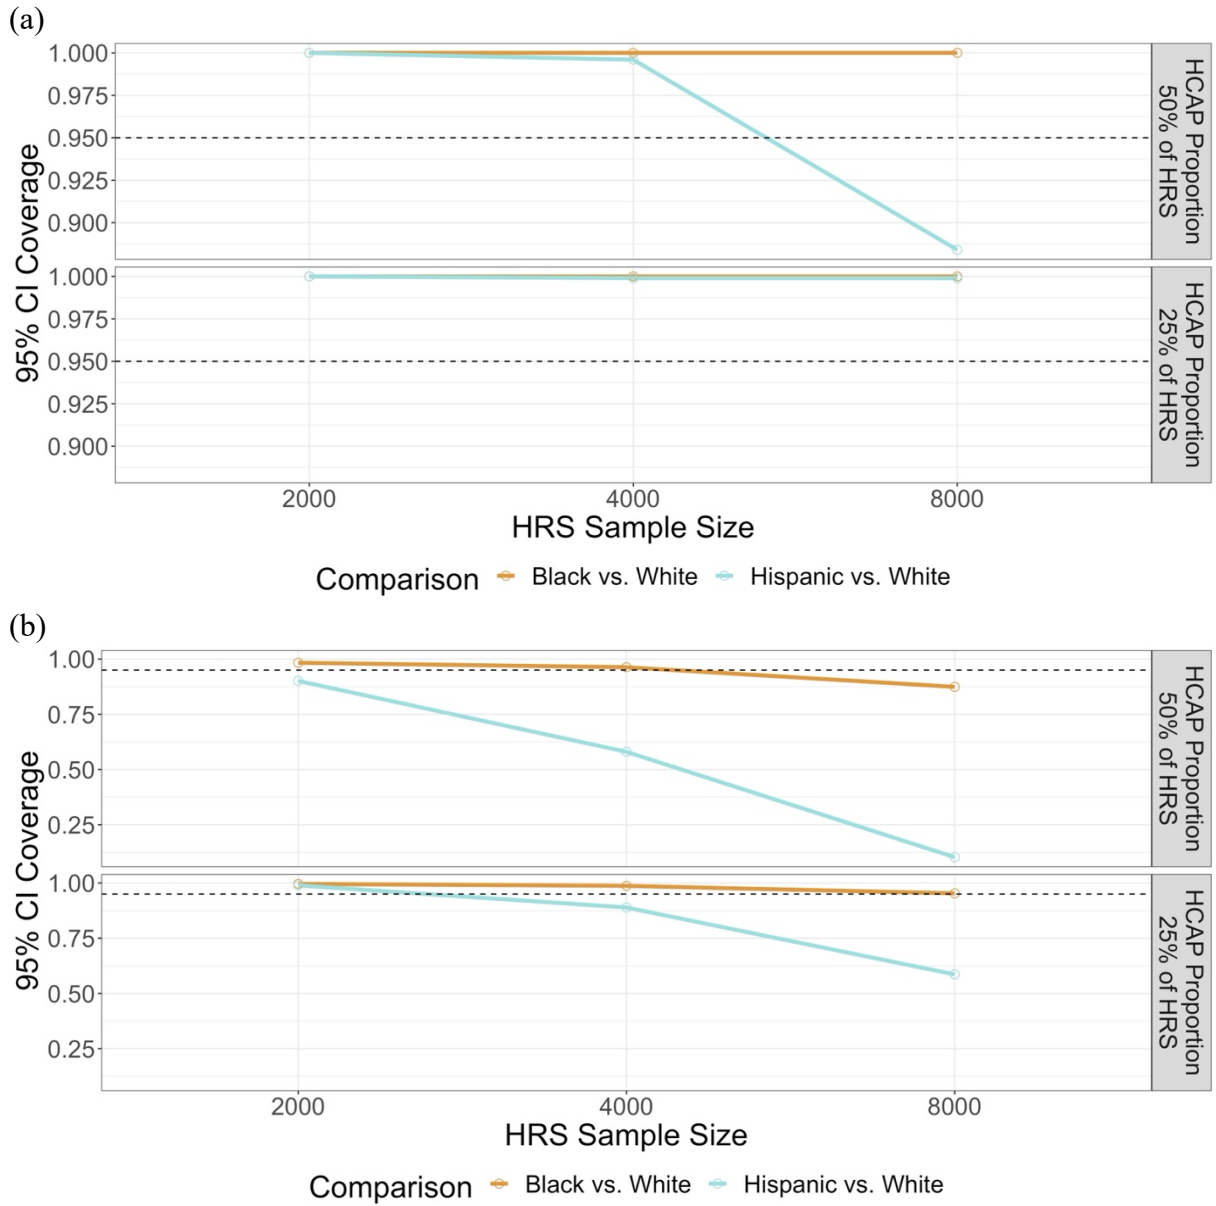 (a)
95% CI Coverage
1.000
0.975
0.950
0.925
0.900
HCAP Proportion
50% of HRS
1.000
0.975
0.950
0.925
0.900
HCAP Proportion
25% of HRS
2000 4000 8000
HRS Sample Size
Comparison Black vs. White Hispanic vs. White
(b)
95% CI Coverage
1.00
0.75
0.50
0.25
HCAP Proportion
50% of HRS
1.00
0.75
0.50
0.25
HCAP Proportion
25% of HRS
2000 4000 8000
HRS Sample Size
Comparison Black vs. White Hispanic vs. White